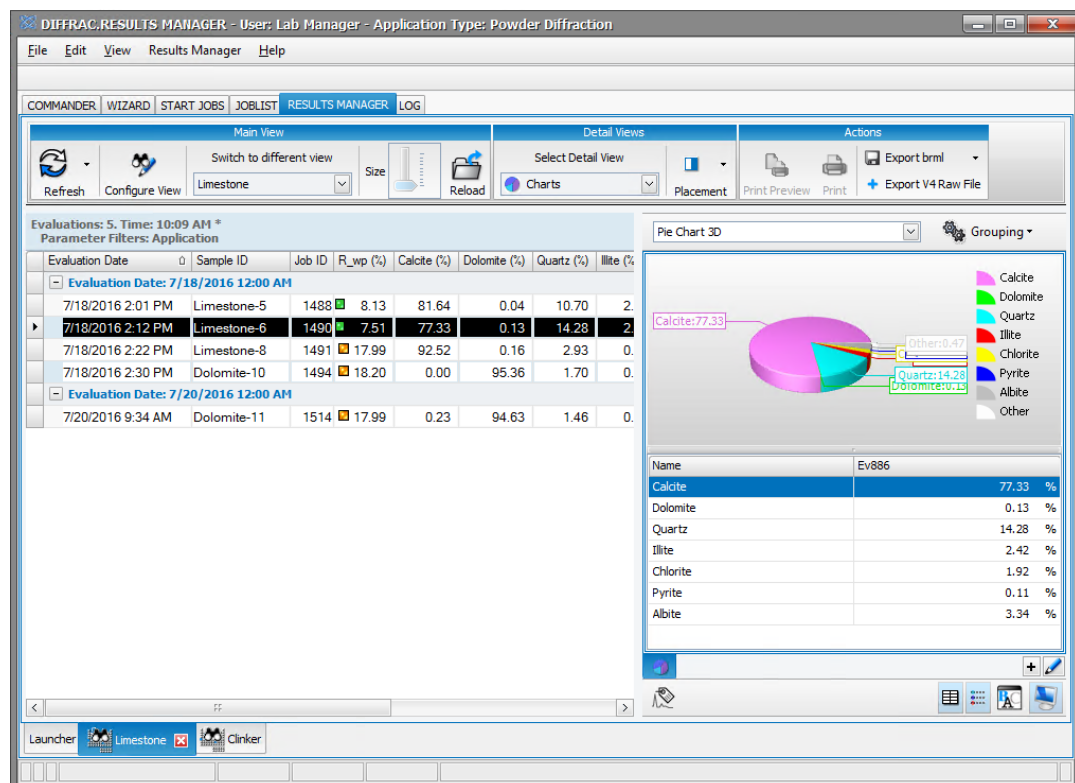 DIFFRAC.RESULTS MANAGER - User: Lab Manager - Application Type: Powder Diffraction
File Edit View Results Manager Help
COMMANDER WIZARD START JOBS JOBLIST RESULTS MANAGER LOG
Main View Detail Views Actions
Switch to different view Size Select Detail View Export brml
Limestone Charts Export V4 Raw File
Refresh Configure View Reload Placement Print Preview Print
Evaluations: 5. Time: 10:09 AM *
Parameter Filters: Application
Evaluation Date Sample ID Job ID R_wp (%) Calcite (%) Dolomite (%) Quartz (%) Illite (%
Evaluation Date: 7/18/2016 12:00 AM
7/18/2016 2:01 PM Limestone-5 1488 8.13 81.64 0.04 10.70 2.
7/18/2016 2:12 PM Limestone-6 1490 7.51 77.33 0.13 14.28 2.
7/18/2016 2:22 PM Limestone-8 1491 17.99 92.52 0.16 2.93 0.
7/18/2016 2:30 PM Dolomite-10 1494 18.20 0.00 95.36 1.70 0.
Evaluation Date: 7/20/2016 12:00 AM
7/20/2016 9:34 AM Dolomite-11 1514 17.99 0.23 94.63 1.46 0.
Pie Chart 3D Grouping
Calcite:77.33
Other:0.47
Quartz:14.28
Dolomite:0.13
Calcite
Dolomite
Quartz
Illite
Chlorite
Pyrite
Albite
Other
Name Ev886
Calcite 77.33 %
Dolomite 0.13 %
Quartz 14.28 %
Illite 2.42 %
Chlorite 1.92 %
Pyrite 0.11 %
Albite 3.34 %
Launcher Limestone Clinker